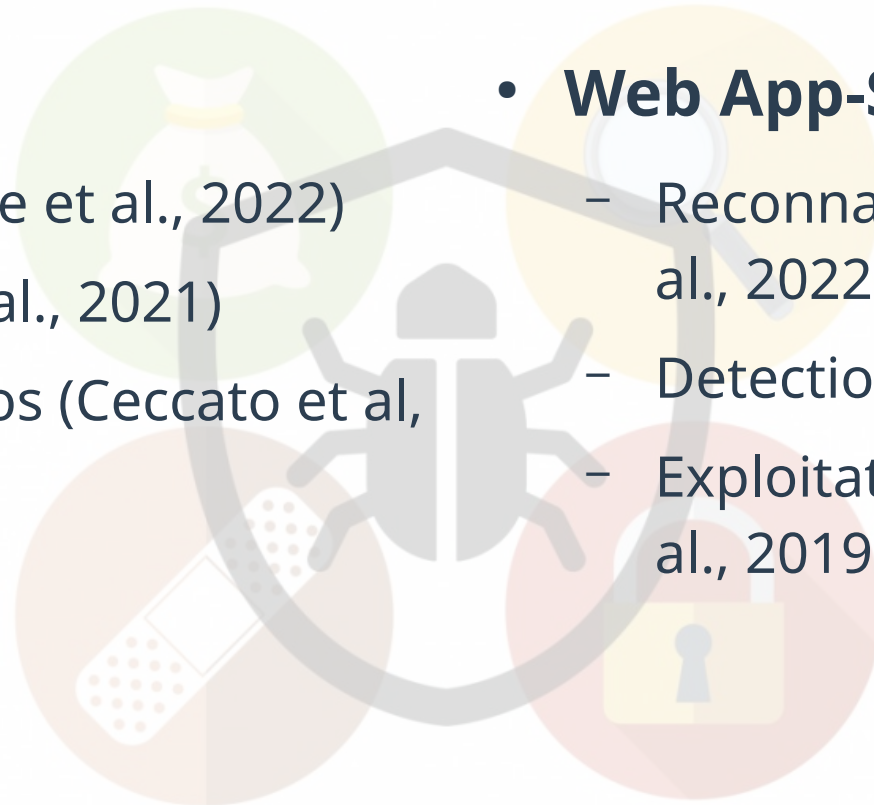 e et al., 2022)
al., 2021)
os (Ceccato et al,
• Web App-S
– Reconna
al., 2022
– Detectio
– Exploitat
al., 2019